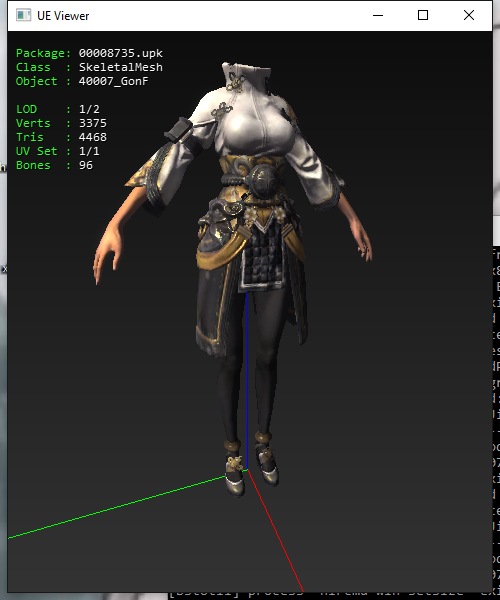 UE Viewer
Package: 00008735.upk
Class : SkeletalMesh
Object : 40007_GonF
LOD : 1/2
Verts : 3375
Tris : 4468
UV Set : 1/1
Bones : 96